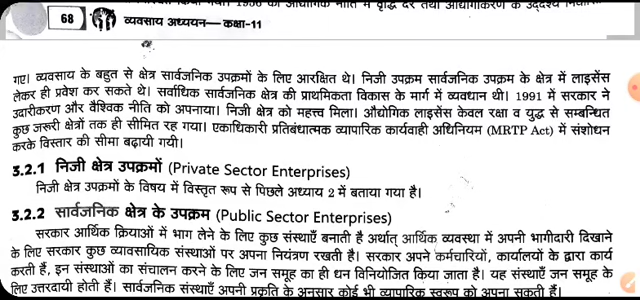 68 व्यवसाय अध्ययन—कक्षा-11
गए। व्यवसाय के बहुत से क्षेत्र सार्वजनिक उपक्रमों के लिए आरक्षित थे। निजी उपक्रम सार्वजनिक उपक्रम के क्षेत्र में लाइसेंस
लेकर ही प्रवेश कर सकते थे। सर्वाधिक सार्वजनिक क्षेत्र की प्राथमिकता विकास के मार्ग में व्यवधान थी। 1991 में सरकार ने
उदारीकरण और वैश्विक नीति को अपनाया। निजी क्षेत्र को महत्त्व मिला। औद्योगिक लाइसेंस केवल रक्षा व युद्ध से सम्बन्धित
कुछ जरूरी क्षेत्रों तक ही सीमित रह गया। एकाधिकारी प्रतिबंधात्मक व्यापारिक कार्यवाही अधिनियम (MRTP Act) में संशोधन
करके विस्तार की सीमा बढ़ायी गयी।
3.2.1 निजी क्षेत्र उपक्रमों (Private Sector Enterprises)
निजी क्षेत्र उपक्रमों के विषय में विस्तृत रूप से पिछले अध्याय 2 में बताया गया है।
3.2.2 सार्वजनिक क्षेत्र के उपक्रम (Public Sector Enterprises)
सरकार आर्थिक क्रियाओं में भाग लेने के लिए कुछ संस्थाएँ बनाती है अर्थात् आर्थिक व्यवस्था में अपनी भागीदारी दिखाने
के लिए सरकार कुछ व्यावसायिक संस्थाओं पर अपना नियंत्रण रखती है। सरकार अपने कर्मचारियों, कार्यालयों के द्वारा कार्य
करती हैं, इन संस्थाओं का संचालन करने के लिए जन समूह का ही धन विनियोजित किया जाता है। यह संस्थाएँ जन समूह के
लिए उत्तरदायी होती हैं। सार्वजनिक संस्थाएँ अपनी प्रकृति के अनुसार कोई भी व्यापारिक स्वरूप को अपना सकती हैं।